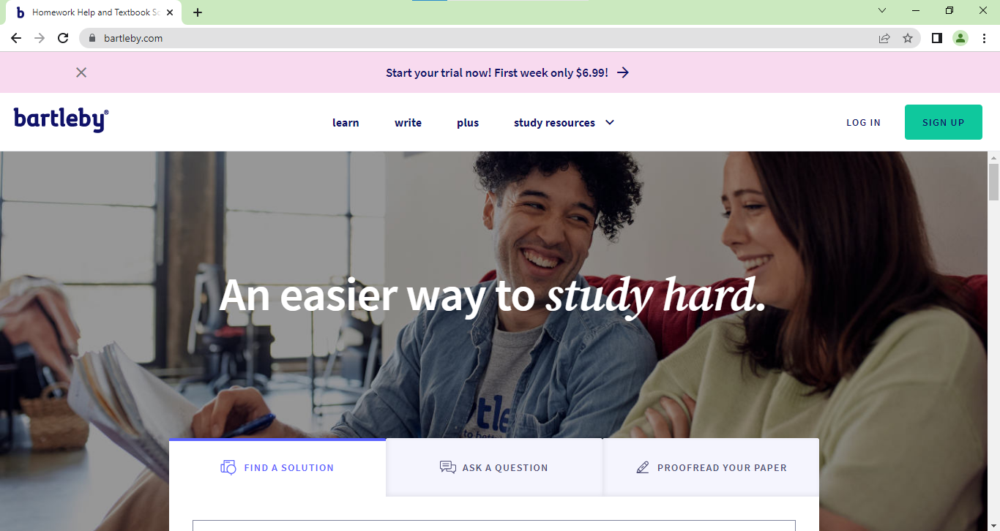 Homework Help and Textbook So
bartleby.com
Start your trial now! First week only $6.99!
bartleby®
learn
write
plus
study resources
LOG IN
SIGN UP
An easier way to study hard.
FIND A SOLUTION
ASK A QUESTION
PROOFREAD YOUR PAPER